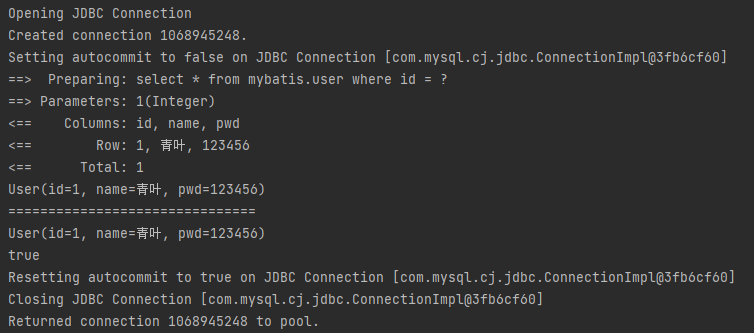 Opening JDBC Connection
Created connection 1068945248.
Setting autocommit to false on JDBC Connection [com.mysql.cj.jdbc.ConnectionImpl@3fb6cf60]
==>  Preparing: select * from mybatis.user where id = ?
==> Parameters: 1(Integer)
<==    Columns: id, name, pwd
<==        Row: 1, 青叶, 123456
<==      Total: 1
User(id=1, name=青叶, pwd=123456)
===============================
User(id=1, name=青叶, pwd=123456)
true
Resetting autocommit to true on JDBC Connection [com.mysql.cj.jdbc.ConnectionImpl@3fb6cf60]
Closing JDBC Connection [com.mysql.cj.jdbc.ConnectionImpl@3fb6cf60]
Returned connection 1068945248 to pool.